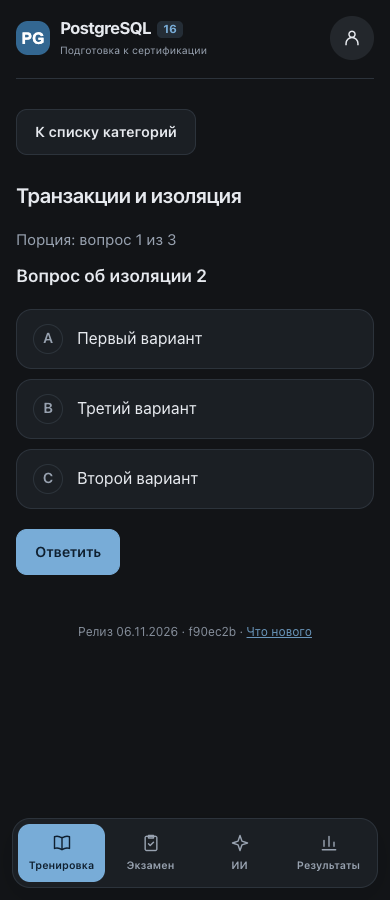 PG
PostgreSQL 16
Подготовка к сертификации
К списку категорий
Транзакции и изоляция
Порция: вопрос 1 из 3
Вопрос об изоляции 2
A Первый вариант
B Третий вариант
C Второй вариант
Ответить
Релиз 06.11.2026 · f90ec2b · Что нового
Тренировка Экзамен ИИ Результаты